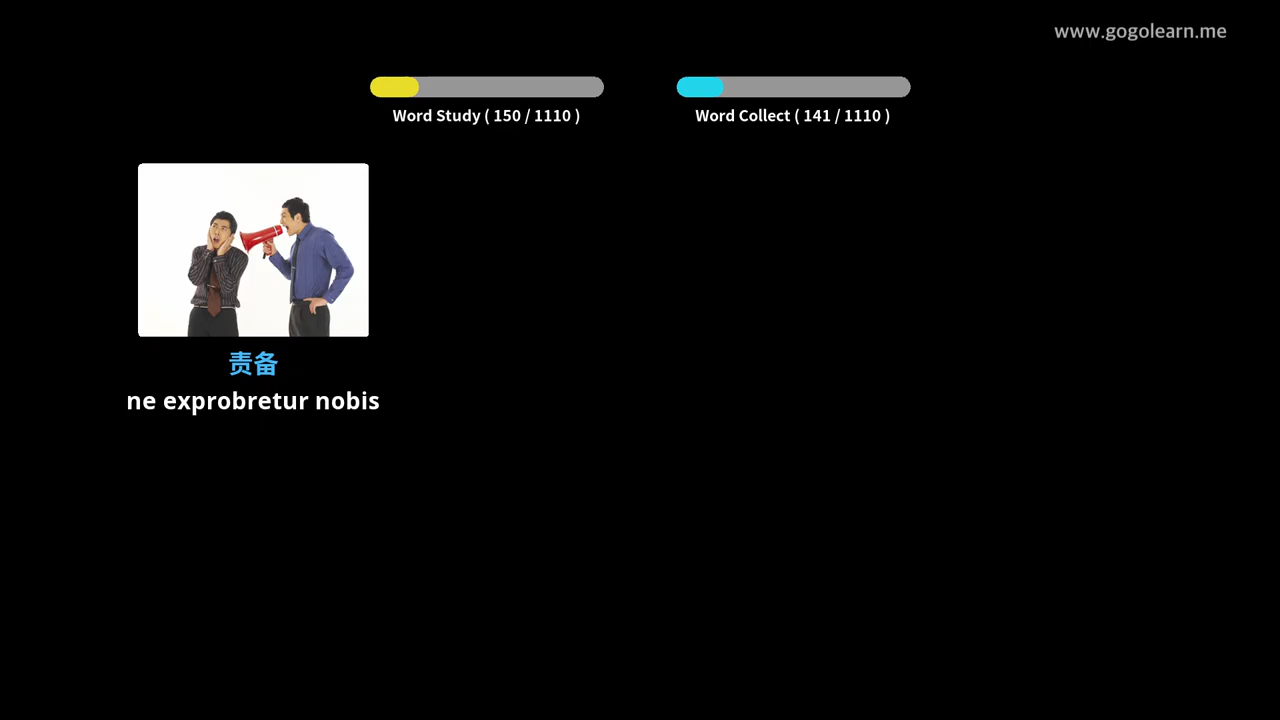 www.gogolearn.me
Word Study ( 150 / 1110 )
Word Collect ( 141 / 1110 )
责备
ne exprobretur nobis